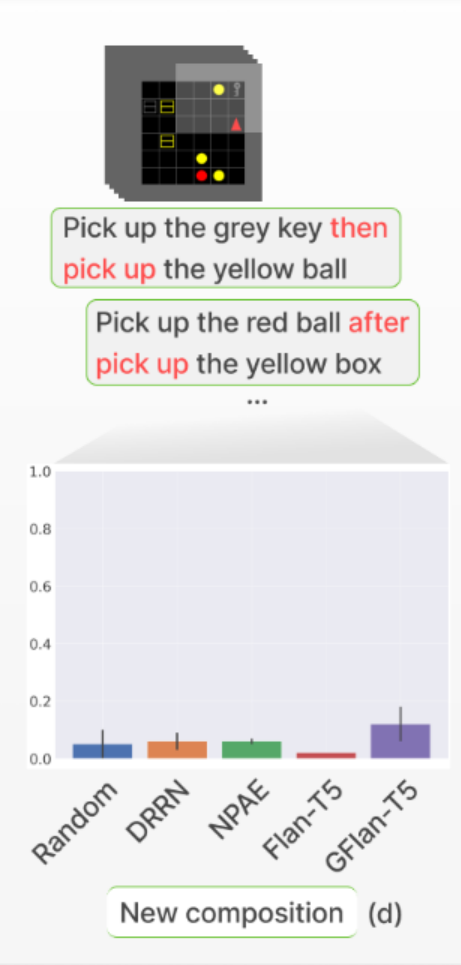 Pick up the grey key then
pick up the yellow ball
Pick up the red ball after
pick up the yellow box
...
1.0
0.8
0.6
0.4
0.2
0.0
Random
DRRN
NPAE
Flan-T5
GFlan-T5
New composition (d)